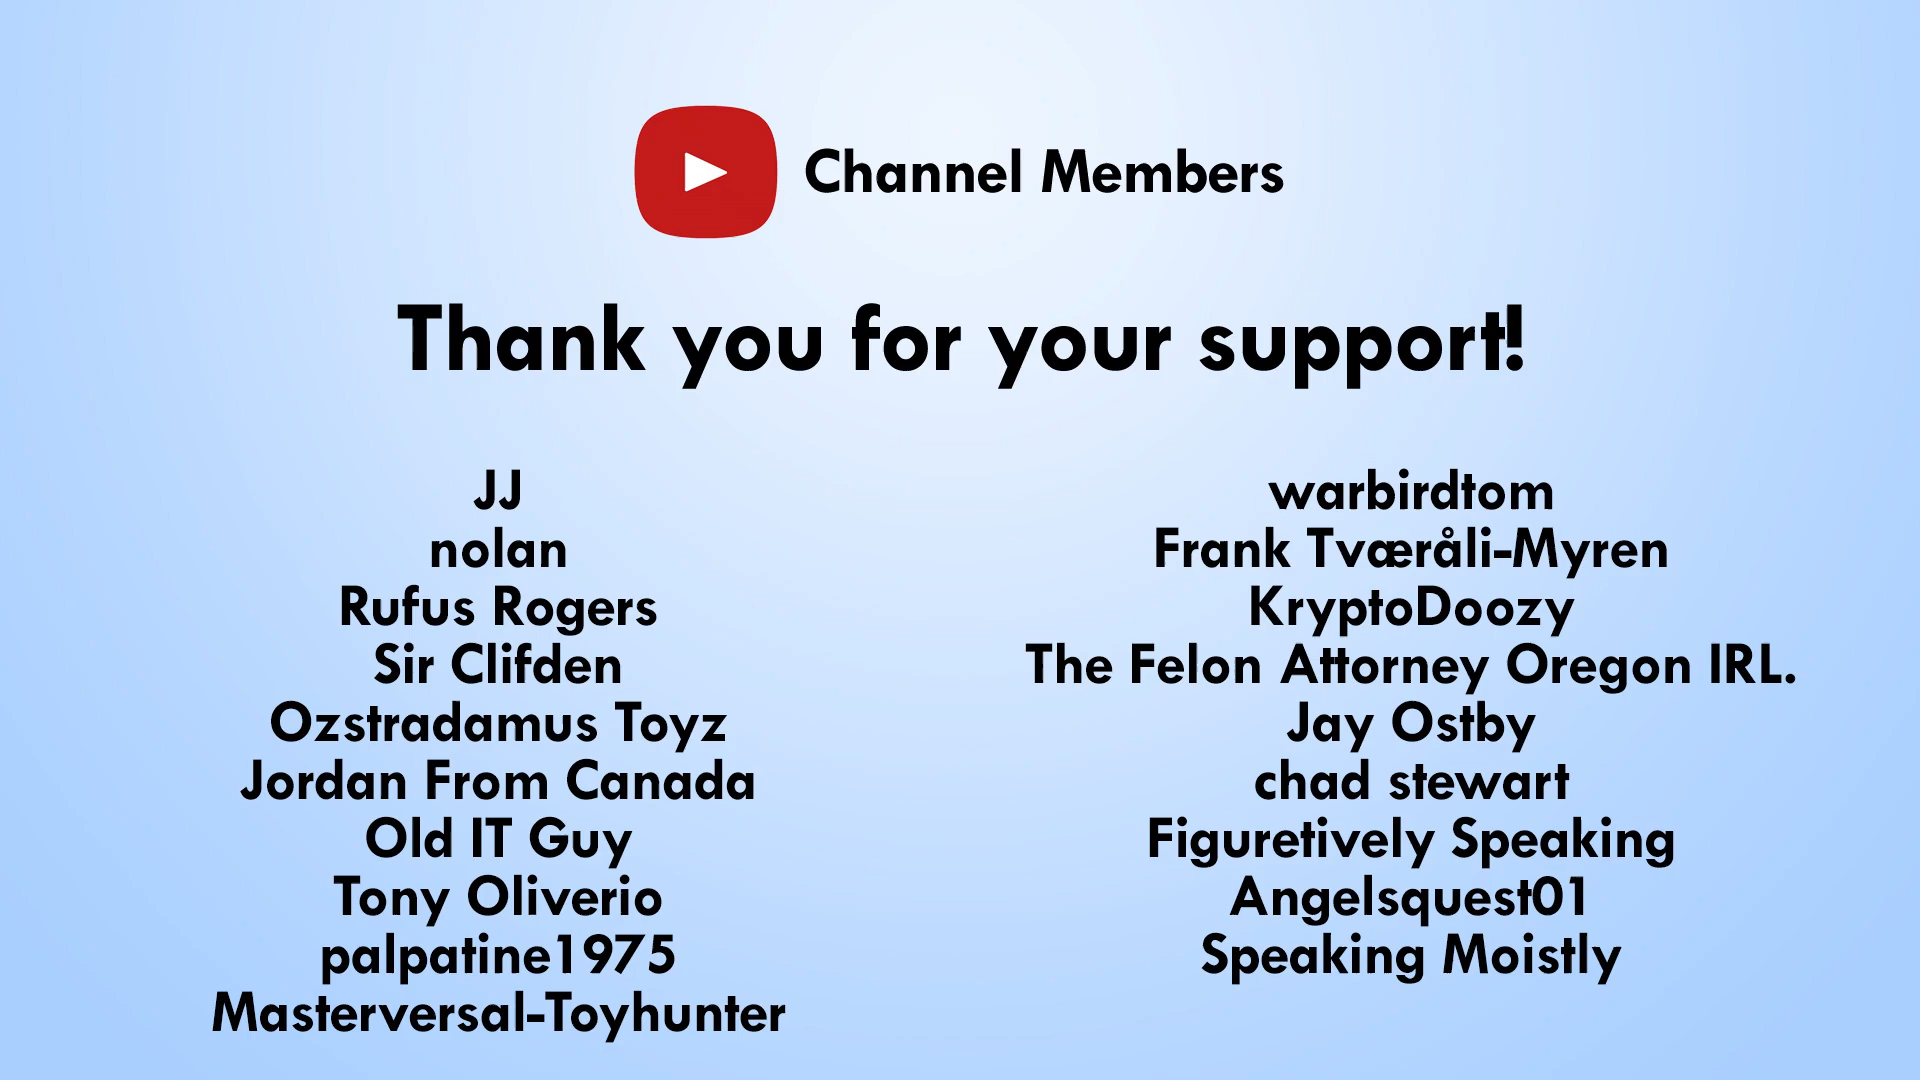 Channel Members
Thank you for your support!
JJ
nolan
Rufus Rogers
Sir Clifden
Ozstradamus Toyz
Jordan From Canada
Old IT Guy
Tony Oliverio
palpatine1975
Masterversal-Toyhunter
warbirdtom
Frank Tværåli-Myren
KryptoDoozy
The Felon Attorney Oregon IRL.
Jay Ostby
chad stewart
Figuretively Speaking
Angelsquest01
Speaking Moistly